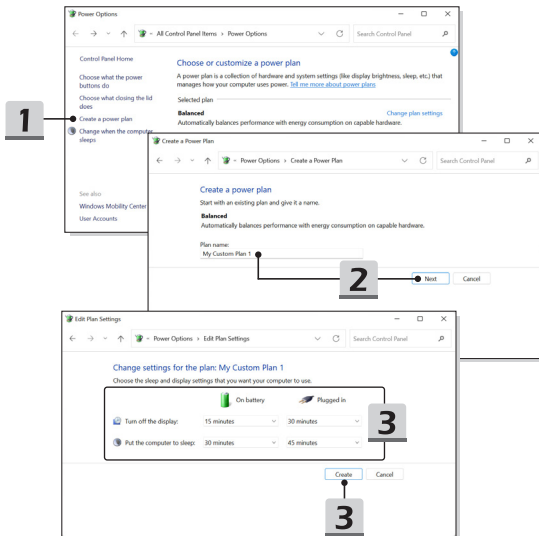 Power Options
All Control Panel Items > Power Options
Search Control Panel
Control Panel Home
Choose what the power
buttons do
Choose what closing the lid
does
Create a power plan
Change when the computer
sleeps
See also
Windows Mobility Center
User Accounts
Choose or customize a power plan
A power plan is a collection of hardware and system settings (like display brightness, sleep, etc.) that
manages how your computer uses power. Tell me more about power plans
Selected plan
Balanced
Change plan settings
Automatically balances performance with energy consumption on capable hardware.
1
Create a Power Plan
Power Options > Create a Power Plan
Search Control Panel
Create a power plan
Start with an existing plan and give it a name.
Balanced
Automatically balances performance with energy consumption on capable hardware.
Plan name:
My Custom Plan 1
2
Next
Cancel
Edit Plan Settings
Power Options > Edit Plan Settings
Search Control Panel
Change settings for the plan: My Custom Plan 1
Choose the sleep and display settings that you want your computer to use.
On battery
Plugged in
Turn off the display:
15 minutes
30 minutes
Put the computer to sleep:
30 minutes
45 minutes
3
Create
Cancel
3